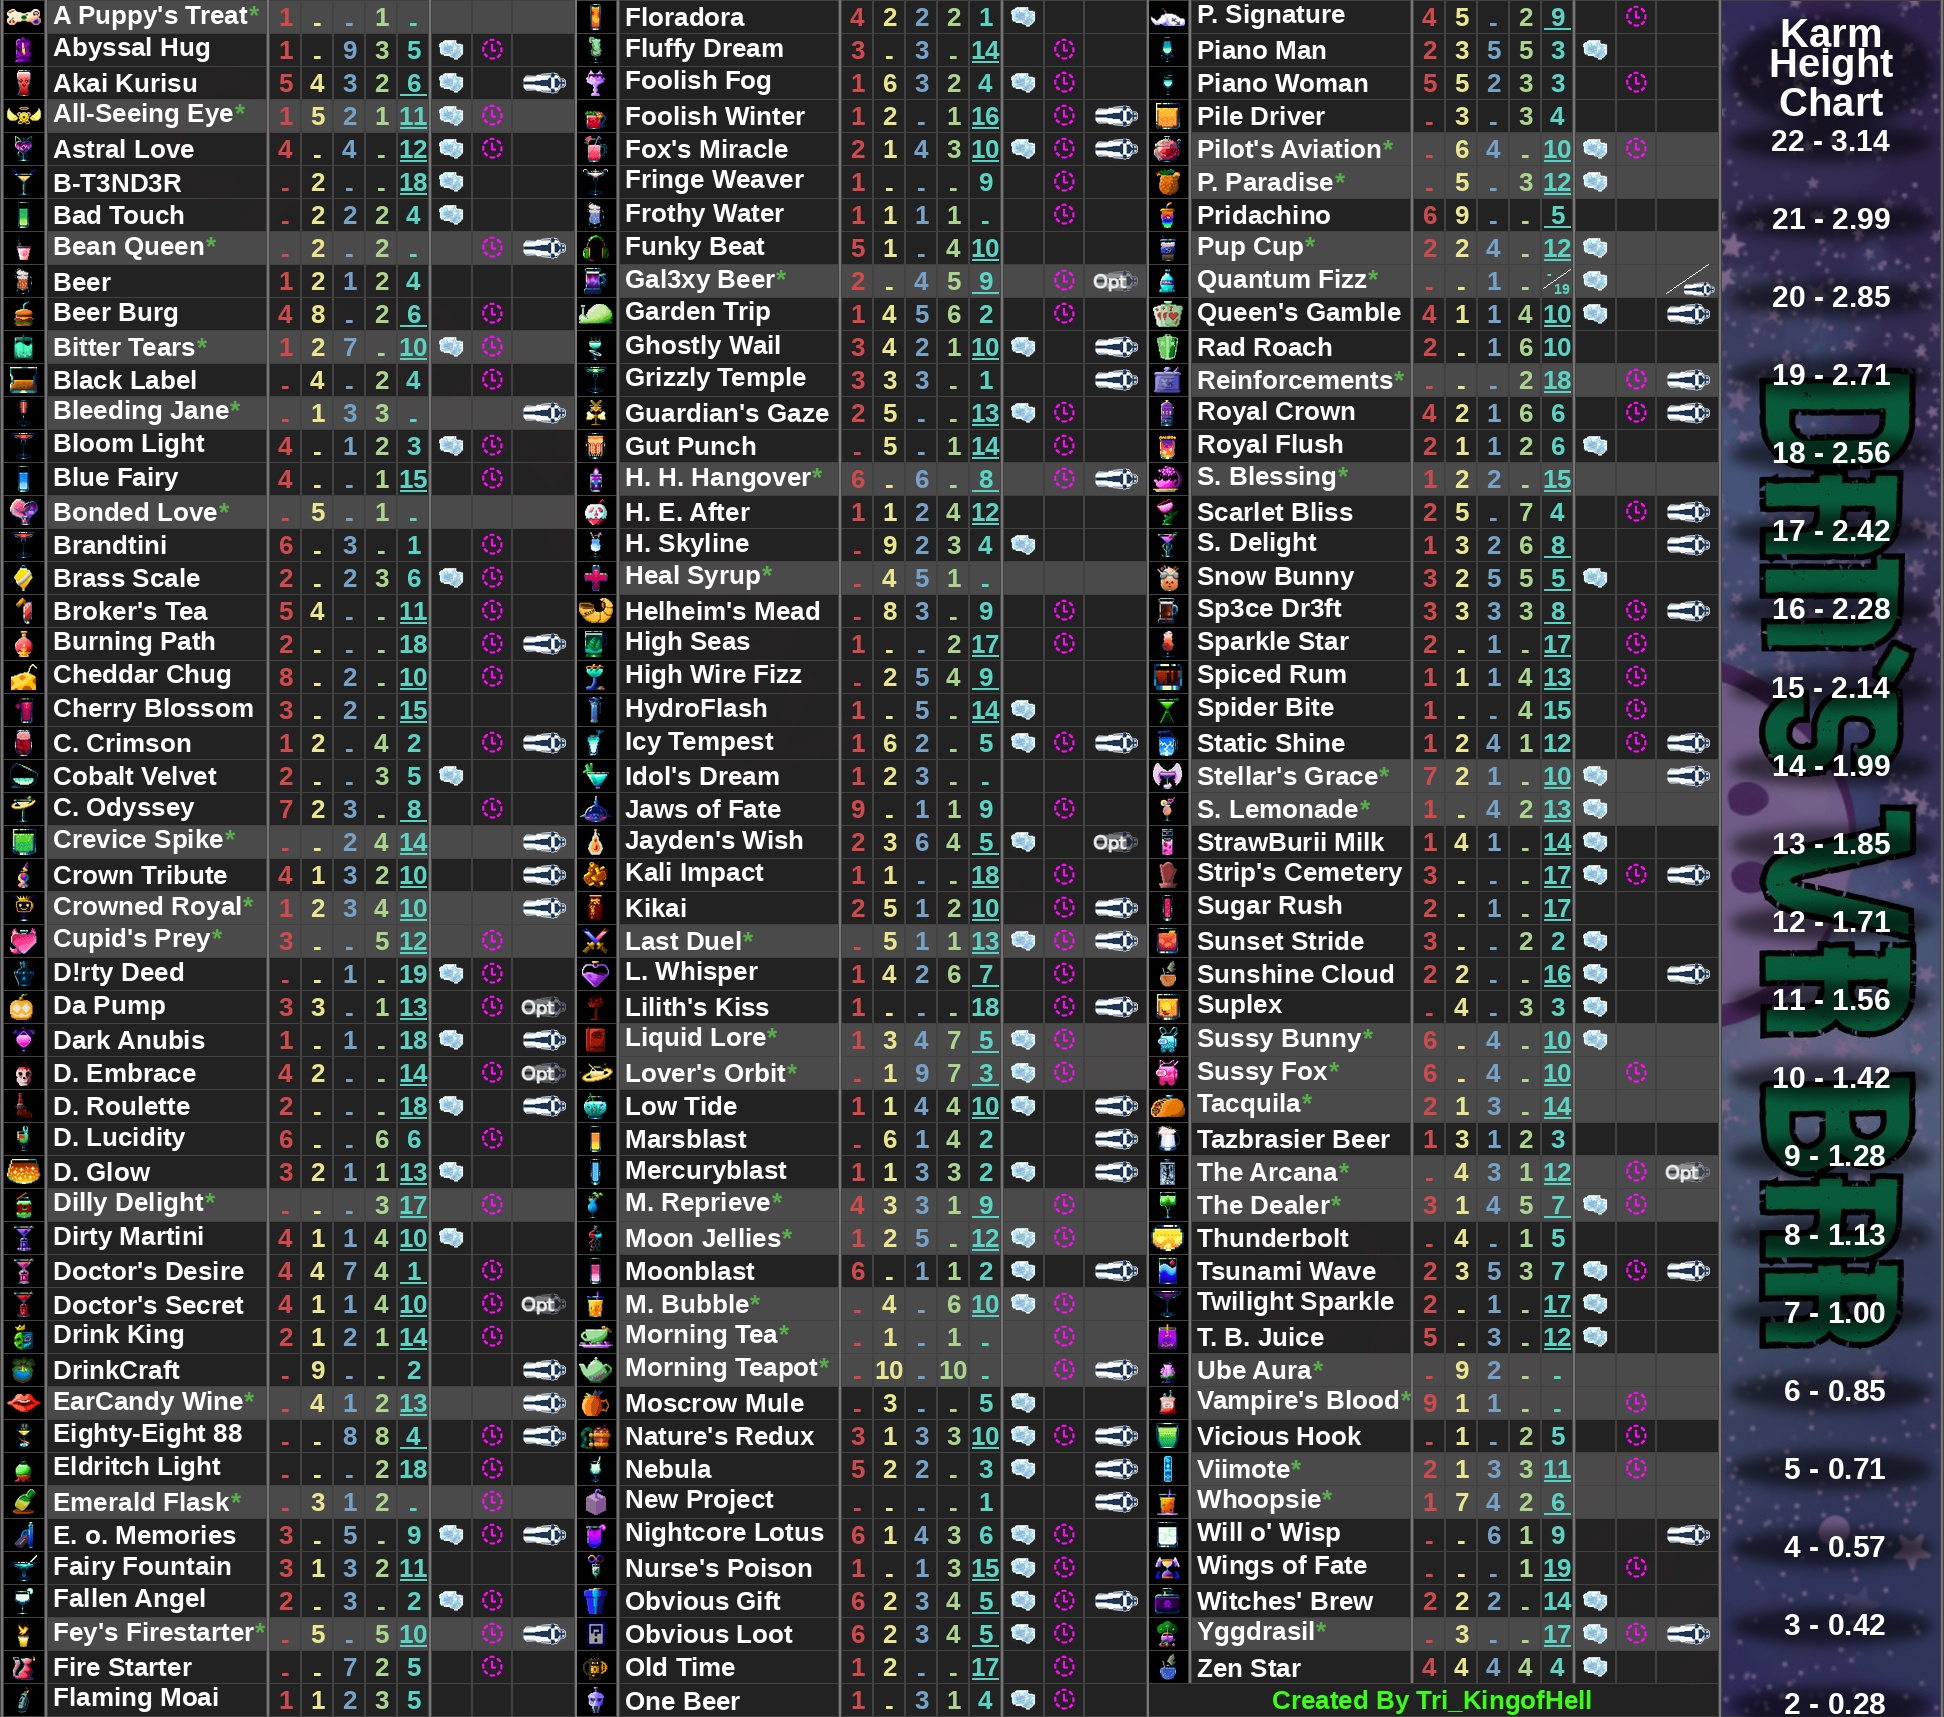 A Puppy's Treat* 1 - - 1 -
Abyssal Hug 1 - 9 3 5
Akai Kurisu 5 4 3 2 6
All-Seeing Eye* 1 5 2 1 11
Astral Love 4 - 4 - 12
B-T3ND3R - 2 - - 18
Bad Touch - 2 2 2 4
Bean Queen* - 2 - 2 -
Beer 1 2 1 2 4
Beer Burg 4 8 - 2 6
Bitter Tears* 1 2 7 - 10
Black Label - 4 - 2 4
Bleeding Jane* - 1 3 3 -
Bloom Light 4 - 1 2 3
Blue Fairy 4 - - 1 15
Bonded Love* - 5 - 1 -
Brandtini 6 - 3 - 1
Brass Scale 2 - 2 3 6
Broker's Tea 5 4 - - 11
Burning Path 2 - - - 18
Cheddar Chug 8 - 2 - 10
Cherry Blossom 3 - 2 - 15
C. Crimson 1 2 - 4 2
Cobalt Velvet 2 - - 3 5
C. Odyssey 7 2 3 - 8
Crevice Spike* - - 2 4 14
Crown Tribute 4 1 3 2 10
Crowned Royal* 1 2 3 4 10
Cupid's Prey* 3 - - 5 12
D!rty Deed - - 1 - 19
Da Pump 3 3 - 1 13 Opt
Dark Anubis 1 - 1 - 18
D. Embrace 4 2 - - 14 Opt
D. Roulette 2 - - - 18
D. Lucidity 6 - - 6 6
D. Glow 3 2 1 1 13
Dilly Delight* - - - 3 17
Dirty Martini 4 1 1 4 10
Doctor's Desire 4 4 7 4 1
Doctor's Secret 4 1 1 4 10 Opt
Drink King 2 1 2 1 14
DrinkCraft - 9 - - 2
EarCandy Wine* - 4 1 2 13
Eighty-Eight 88 - - 8 8 4
Eldritch Light - - - 2 18
Emerald Flask* - 3 1 2 -
E. o. Memories 3 - 5 - 9
Fairy Fountain 3 1 3 2 11
Fallen Angel 2 - 3 - 2
Fey's Firestarter* - 5 - 5 10
Fire Starter - - 7 2 5
Flaming Moai 1 1 2 3 5
Floradora 4 2 2 2 1
Fluffy Dream 3 - 3 - 14
Foolish Fog 1 6 3 2 4
Foolish Winter 1 2 - 1 16
Fox's Miracle 2 1 4 3 10
Fringe Weaver 1 - - - 9
Frothy Water 1 1 1 1 -
Funky Beat 5 1 - 4 10
Gal3xy Beer* 2 - 4 5 9 Opt
Garden Trip 1 4 5 6 2
Ghostly Wail 3 4 2 1 10
Grizzly Temple 3 3 3 - 1
Guardian's Gaze 2 5 - - 13
Gut Punch - 5 - 1 14
H. H. Hangover* 6 - 6 - 8
H. E. After 1 1 2 4 12
H. Skyline - 9 2 3 4
Heal Syrup* - 4 5 1 -
Helheim's Mead - 8 3 - 9
High Seas 1 - - 2 17
High Wire Fizz - 2 5 4 9
HydroFlash 1 - 5 - 14
Icy Tempest 1 6 2 - 5
Idol's Dream 1 2 3 - -
Jaws of Fate 9 - 1 1 9
Jayden's Wish 2 3 6 4 5 Opt
Kali Impact 1 1 - - 18
Kikai 2 5 1 2 10
Last Duel* - 5 1 1 13
L. Whisper 1 4 2 6 7
Lilith's Kiss 1 - - - 18
Liquid Lore* 1 3 4 7 5
Lover's Orbit* - 1 9 7 3
Low Tide 1 1 4 4 10
Marsblast - 6 1 4 2
Mercuryblast 1 1 3 3 2
M. Reprieve* 4 3 3 1 9
Moon Jellies* 1 2 5 - 12
Moonblast 6 - 1 1 2
M. Bubble* - 4 - 6 10
Morning Tea* - 1 - 1 -
Morning Teapot* - 10 - 10 -
Moscrow Mule - 3 - - 5
Nature's Redux 3 1 3 3 10
Nebula 5 2 2 - 3
New Project - - - - 1
Nightcore Lotus 6 1 4 3 6
Nurse's Poison 1 - 1 3 15
Obvious Gift 6 2 3 4 5
Obvious Loot 6 2 3 4 5
Old Time 1 2 - - 17
One Beer 1 - 3 1 4
P. Signature 4 5 - 2 9
Piano Man 2 3 5 5 3
Piano Woman 5 5 2 3 3
Pile Driver - 3 - 3 4
Pilot's Aviation* - 6 4 - 10
P. Paradise* - 5 - 3 12
Pridachino 6 9 - - 5
Pup Cup* 2 2 4 - 12
Quantum Fizz* - - 1 - -/19
Queen's Gamble 4 1 1 4 10
Rad Roach 2 - 1 6 10
Reinforcements* - - - 2 18
Royal Crown 4 2 1 6 6
Royal Flush 2 1 1 2 6
S. Blessing* 1 2 2 - 15
Scarlet Bliss 2 5 - 7 4
S. Delight 1 3 2 6 8
Snow Bunny 3 2 5 5 5
Sp3ce Dr3ft 3 3 3 3 8
Sparkle Star 2 - 1 - 17
Spiced Rum 1 1 1 4 13
Spider Bite 1 - - 4 15
Static Shine 1 2 4 1 12
Stellar's Grace* 7 2 1 - 10
S. Lemonade* 1 - 4 2 13
StrawBurii Milk 1 4 1 - 14
Strip's Cemetery 3 - - - 17
Sugar Rush 2 - 1 - 17
Sunset Stride 3 - - 2 2
Sunshine Cloud 2 2 - - 16
Suplex - 4 - 3 3
Sussy Bunny* 6 - 4 - 10
Sussy Fox* 6 - 4 - 10
Tacquila* 2 1 3 - 14
Tazbrasier Beer 1 3 1 2 3
The Arcana* - 4 3 1 12 Opt
The Dealer* 3 1 4 5 7
Thunderbolt - 4 - 1 5
Tsunami Wave 2 3 5 3 7
Twilight Sparkle 2 - 1 - 17
T. B. Juice 5 - 3 - 12
Ube Aura* - 9 2 - -
Vampire's Blood* 9 1 1 - -
Vicious Hook - 1 - 2 5
Viimote* 2 1 3 3 11
Whoopsie* 1 7 4 2 6
Will o' Wisp - - 6 1 9
Wings of Fate - - - 1 19
Witches' Brew 2 2 2 - 14
Yggdrasil* - 3 - - 17
Zen Star 4 4 4 4 4
Created By Tri_KingofHell
Karm
Height
Chart
22 - 3.14
21 - 2.99
20 - 2.85
19 - 2.71
18 - 2.56
17 - 2.42
16 - 2.28
15 - 2.14
14 - 1.99
13 - 1.85
12 - 1.71
11 - 1.56
10 - 1.42
9 - 1.28
8 - 1.13
7 - 1.00
6 - 0.85
5 - 0.71
4 - 0.57
3 - 0.42
2 - 0.28